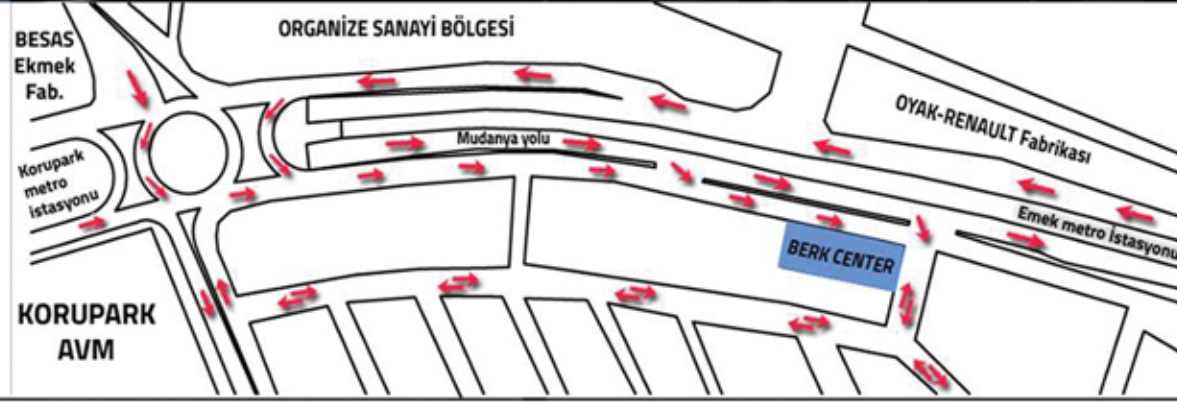 BESAS
Ekmek
Fab.
ORGANİZE SANAYİ BÖLGESİ
OYAK-RENAULT Fabrikası
Mudanya yolu
Korupark
metro
istasyonu
Emek metro İstasyonu
BERK CENTER
KORUPARK
AVM